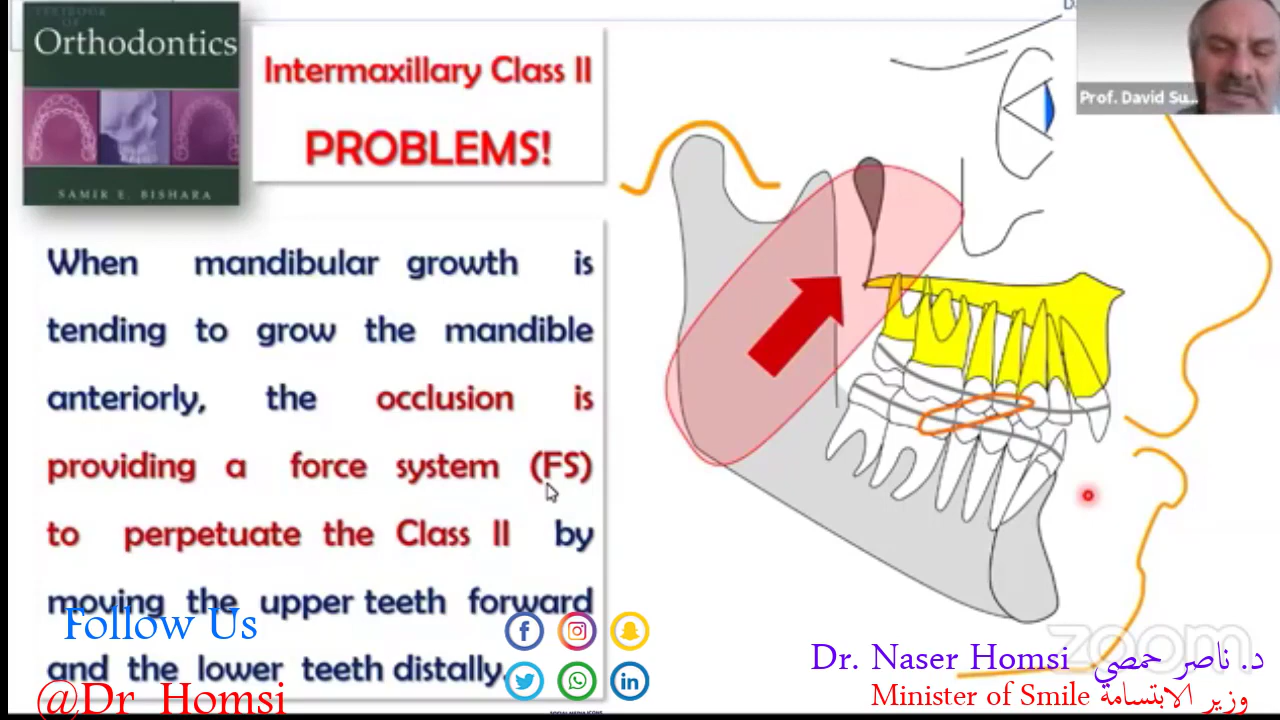 TEXTBOOK
OF
Orthodontics
SAMIR E. BISHARA
Intermaxillary Class II
PROBLEMS!
Prof. David Su...
When mandibular growth is
tending to grow the mandible
anteriorly, the occlusion is
providing a force system (FS)
to perpetuate the Class II by
moving the upper teeth forward
and the lower teeth distally.
Follow Us
@Dr_Homsi
zoom
Dr. Naser Homsi د. ناصر حمصي
Minister of Smile وزير الابتسامة